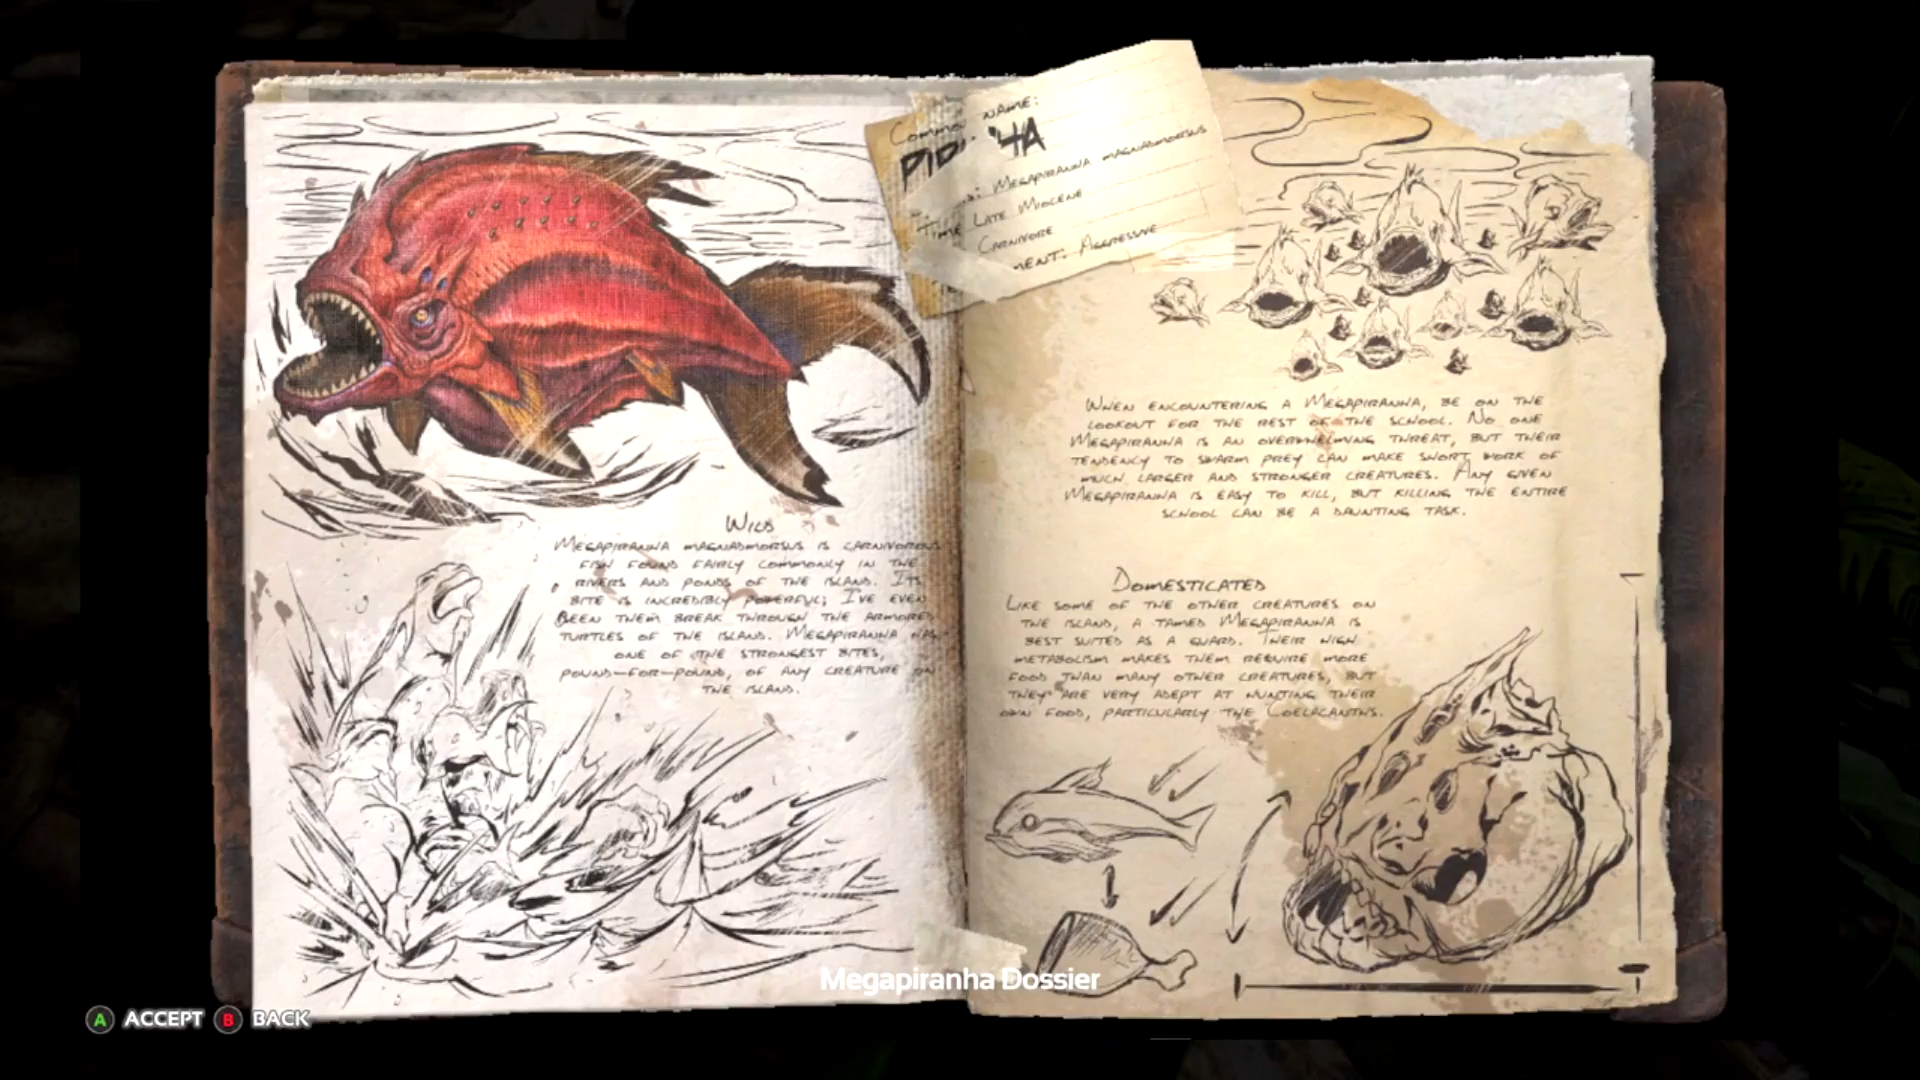 Common Name:
Megapiranha magnadmorsus
Time: Late Miocene
Carnivore
Aggressive
Wild
Megapiranha magnadmorsus is carnivorous
fish found fairly commonly in the
rivers and ponds of the island. Its
bite is incredibly powerful; I've even
seen them break through the armored
turtles of the island. Megapiranha has
one of the strongest bites,
pound-for-pound, of any creature on
the island.
When encountering a Megapiranha, be on the
lookout for the rest of the school. No one
Megapiranha is an overwhelming threat, but their
tendency to swarm prey can make short work of
much larger and stronger creatures. Any given
Megapiranha is easy to kill, but killing the entire
school can be a daunting task.
Domesticated
Like some of the other creatures on
the island, a tamed Megapiranha is
best suited as a guard. Their high
metabolism makes them require more
food than many other creatures, but
they are very adept at hunting their
own food, particularly the Coelacanths.
Megapiranha Dossier
A ACCEPT B BACK